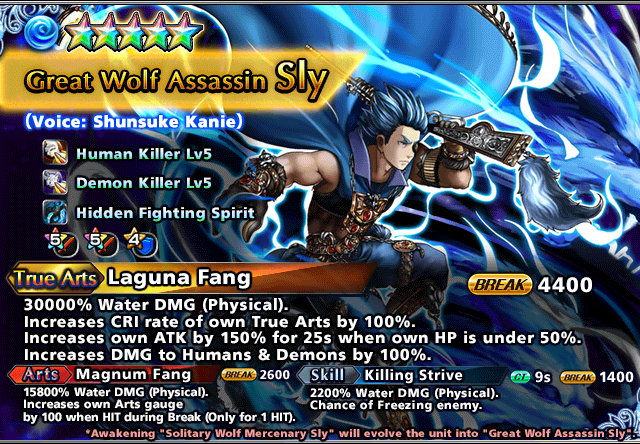 Great Wolf Assassin Sly
(Voice: Shunsuke Kanie)
Human Killer Lv5
Demon Killer Lv5
Hidden Fighting Spirit
5 5 4
True Arts Laguna Fang BREAK 4400
30000% Water DMG (Physical).
Increases CRI rate of own True Arts by 100%.
Increases own ATK by 150% for 25s when own HP is under 50%.
Increases DMG to Humans & Demons by 100%.
Arts Magnum Fang BREAK 2600
15800% Water DMG (Physical).
Increases own Arts gauge
by 100 when HIT during Break (Only for 1 HIT).
Skill Killing Strive CT 9s BREAK 1400
2200% Water DMG (Physical).
Chance of Freezing enemy.
*Awakening "Solitary Wolf Mercenary Sly" will evolve the unit into "Great Wolf Assassin Sly".